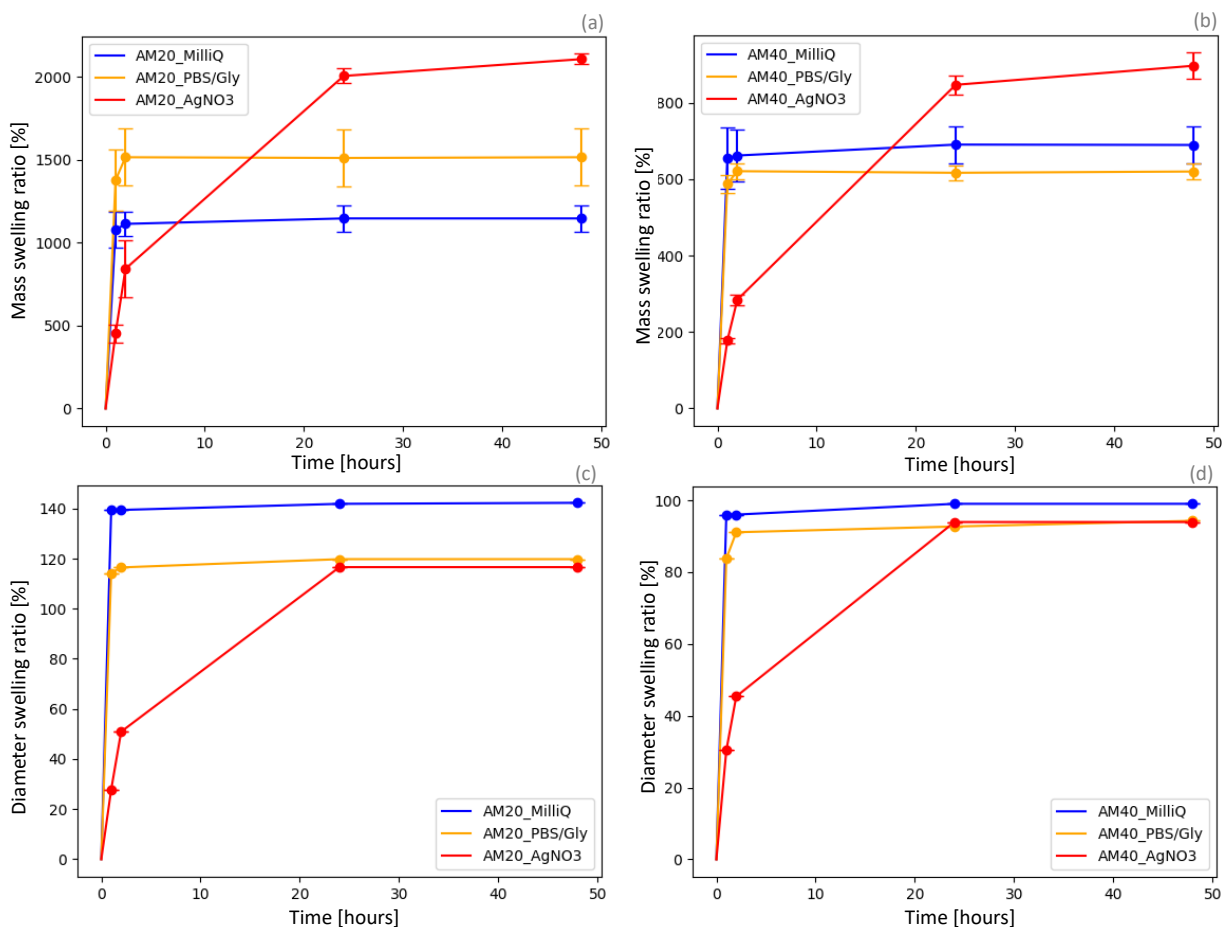 (a)
AM20_MilliQ
AM20_PBS/Gly
AM20_AgNO3
Mass swelling ratio [%]
2000
1500
1000
500
0
0 10 20 30 40 50
Time [hours]
(b)
AM40_MilliQ
AM40_PBS/Gly
AM40_AgNO3
Mass swelling ratio [%]
800
600
400
200
0
0 10 20 30 40 50
Time [hours]
(c)
Diameter swelling ratio [%]
140
120
100
80
60
40
20
0
AM20_MilliQ
AM20_PBS/Gly
AM20_AgNO3
0 10 20 30 40 50
Time [hours]
(d)
Diameter swelling ratio [%]
100
80
60
40
20
0
AM40_MilliQ
AM40_PBS/Gly
AM40_AgNO3
0 10 20 30 40 50
Time [hours]